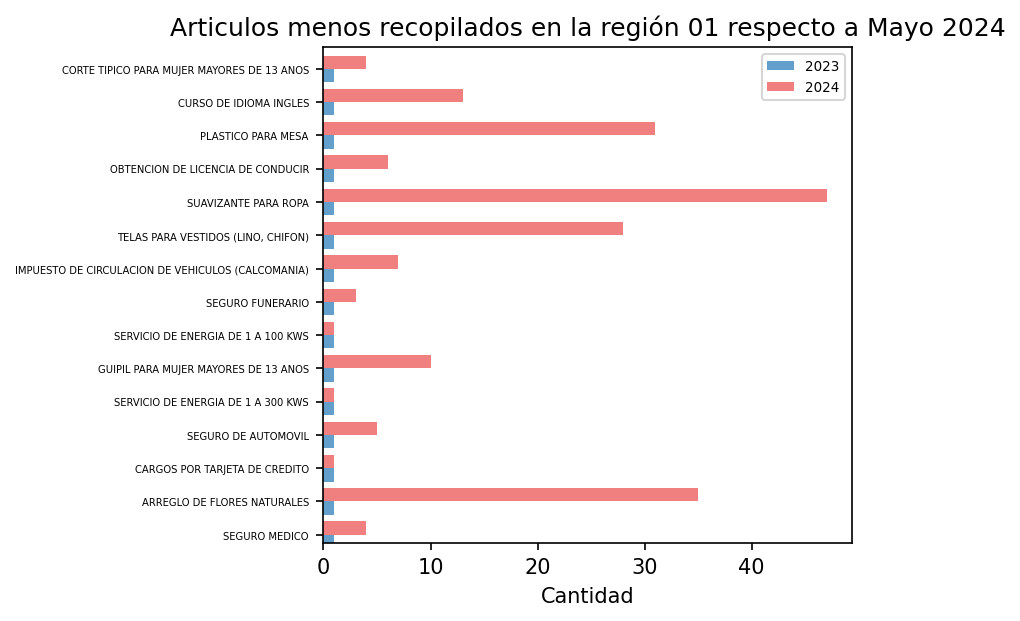 Articulos menos recopilados en la región 01 respecto a Mayo 2024
2023
2024
CORTE TIPICO PARA MUJER MAYORES DE 13 ANOS
CURSO DE IDIOMA INGLES
PLASTICO PARA MESA
OBTENCION DE LICENCIA DE CONDUCIR
SUAVIZANTE PARA ROPA
TELAS PARA VESTIDOS (LINO, CHIFON)
IMPUESTO DE CIRCULACION DE VEHICULOS (CALCOMANIA)
SEGURO FUNERARIO
SERVICIO DE ENERGIA DE 1 A 100 KWS
GUIPIL PARA MUJER MAYORES DE 13 ANOS
SERVICIO DE ENERGIA DE 1 A 300 KWS
SEGURO DE AUTOMOVIL
CARGOS POR TARJETA DE CREDITO
ARREGLO DE FLORES NATURALES
SEGURO MEDICO
0 10 20 30 40
Cantidad